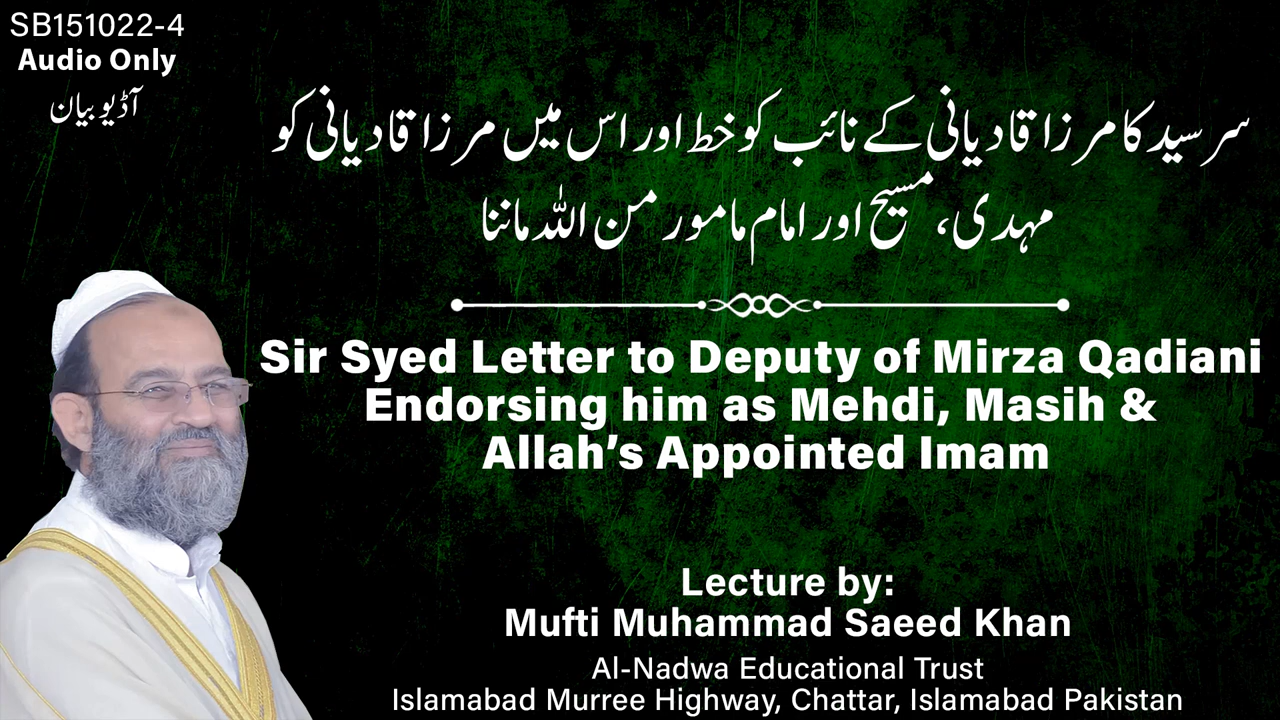 SB151022-4
Audio Only
آڈیو بیان
سرسید کا مرزا قادیانی کے نائب کو خط اور اس میں مرزا قادیانی کو
مہدی، مسیح اور امام مامور من اللہ ماننا
Sir Syed Letter to Deputy of Mirza Qadiani
Endorsing him as Mehdi, Masih &
Allah’s Appointed Imam
Lecture by:
Mufti Muhammad Saeed Khan
Al-Nadwa Educational Trust
Islamabad Murree Highway, Chattar, Islamabad Pakistan